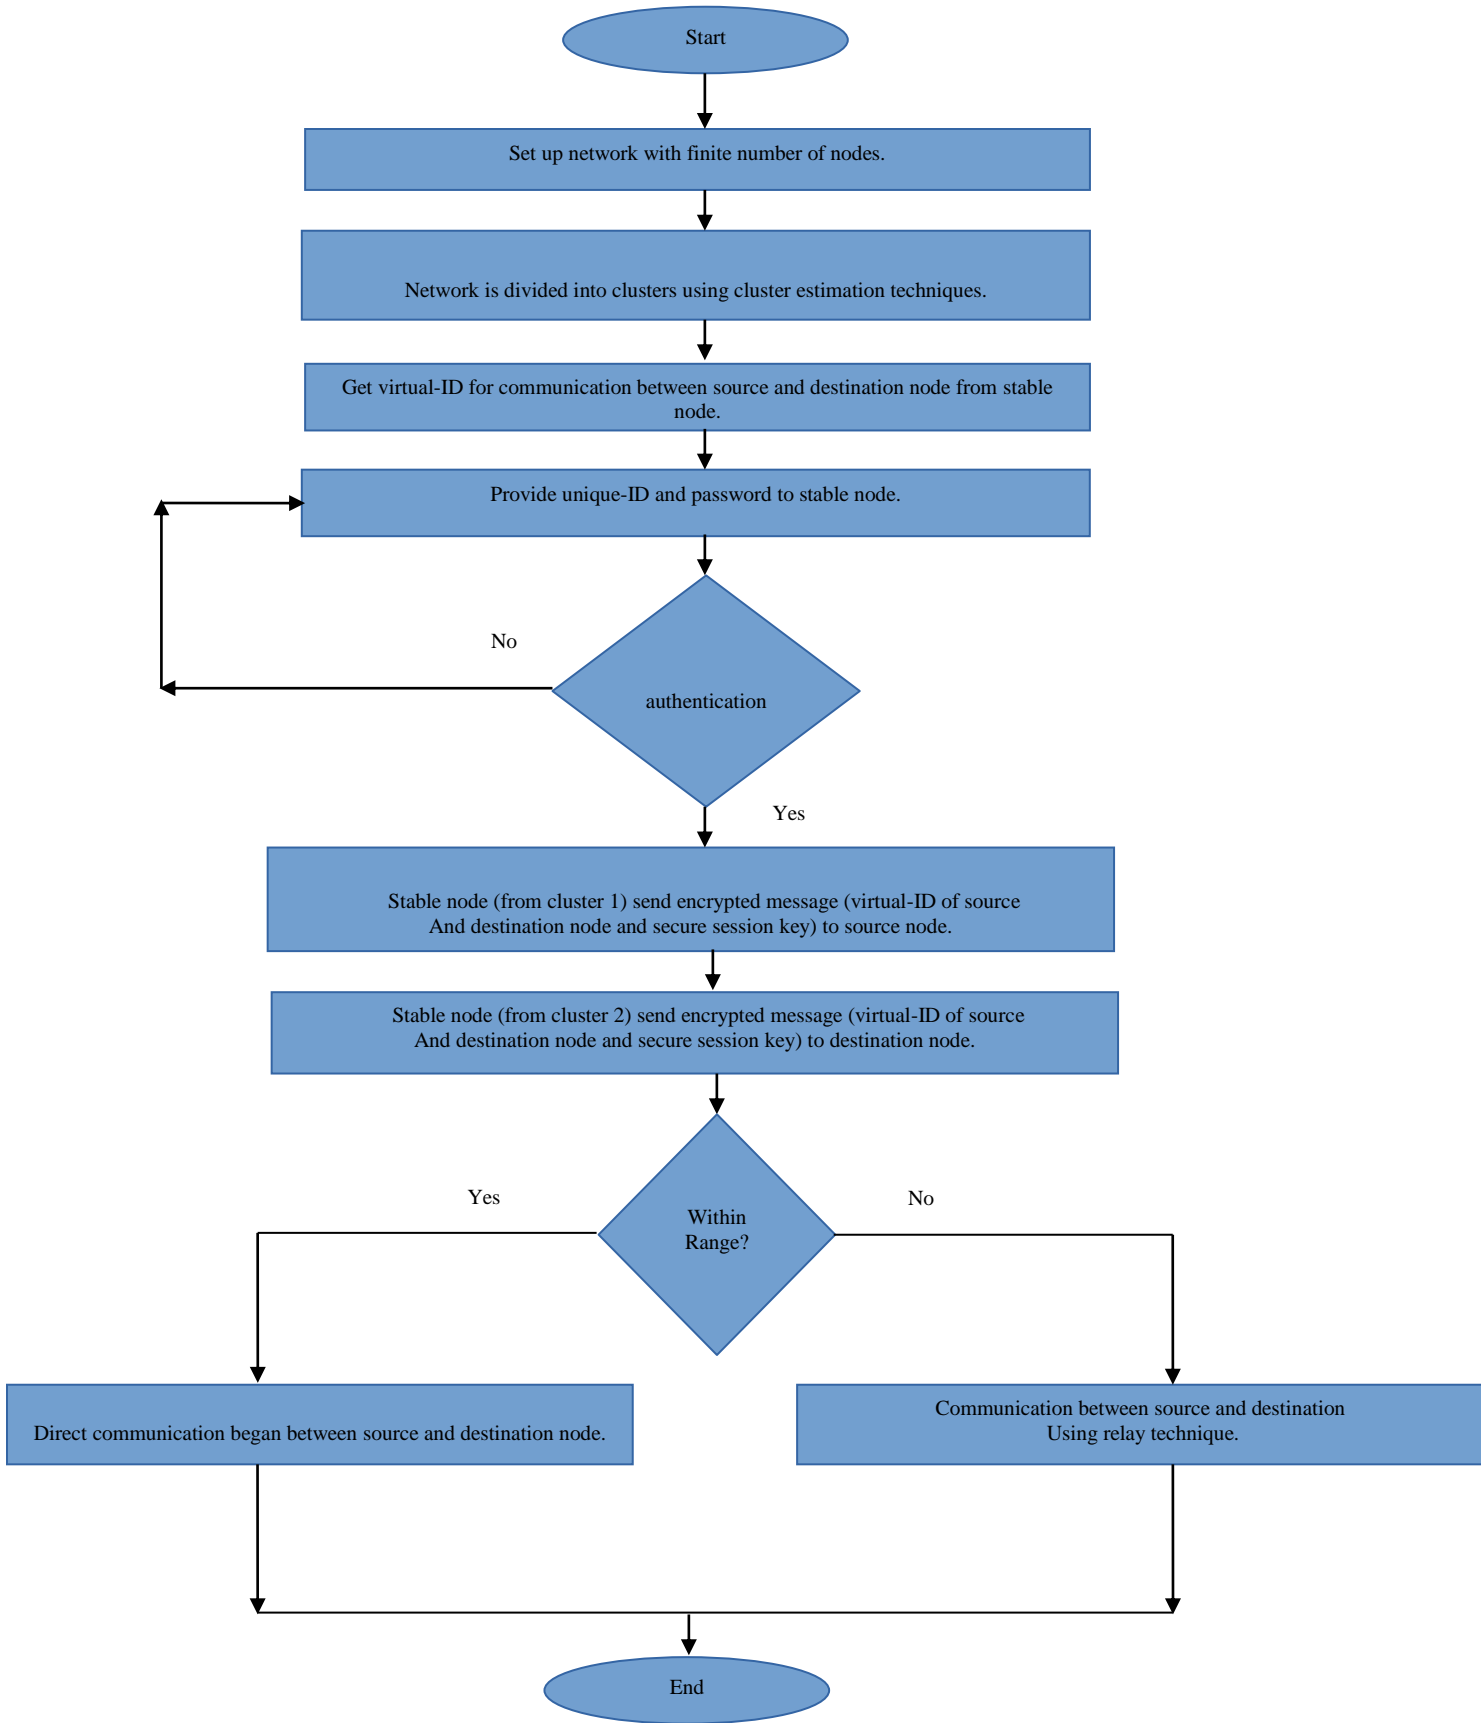 Start
Set up network with finite number of nodes.
Network is divided into clusters using cluster estimation techniques.
Get virtual-ID for communication between source and destination node from stable
node.
Provide unique-ID and password to stable node.
No
authentication
Yes
Stable node (from cluster 1) send encrypted message (virtual-ID of source
And destination node and secure session key) to source node.
Stable node (from cluster 2) send encrypted message (virtual-ID of source
And destination node and secure session key) to destination node.
Yes
No
Within
Range?
Direct communication began between source and destination node.
Communication between source and destination
Using relay technique.
End